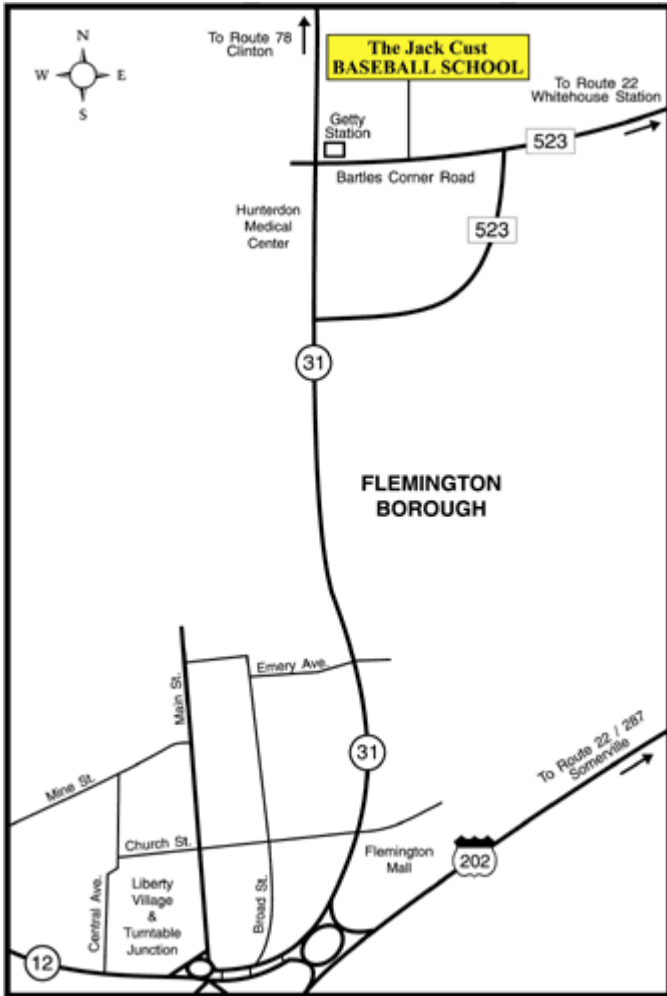 To Route 78
Clinton
The Jack Cust
BASEBALL SCHOOL
N
W
E
S
To Route 22
Whitehouse Station
Getty
Station
523
Bartles Corner Road
Hunterdon
Medical
Center
523
31
FLEMINGTON
BOROUGH
Emery Ave.
Main St.
31
To Route 22 / 287
Somerville
Mine St.
Church St.
Flemington
Mall
202
Central Ave.
Liberty
Village
&
Turntable
Junction
Broad St.
12